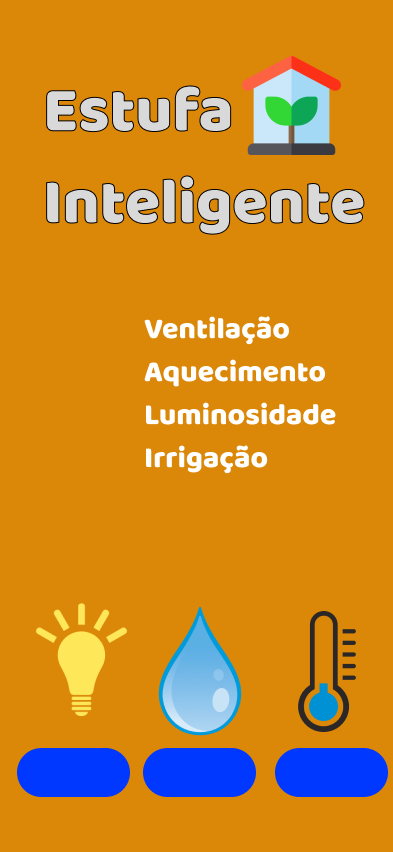 Estufa
Inteligente
Ventilação
Aquecimento
Luminosidade
Irrigação